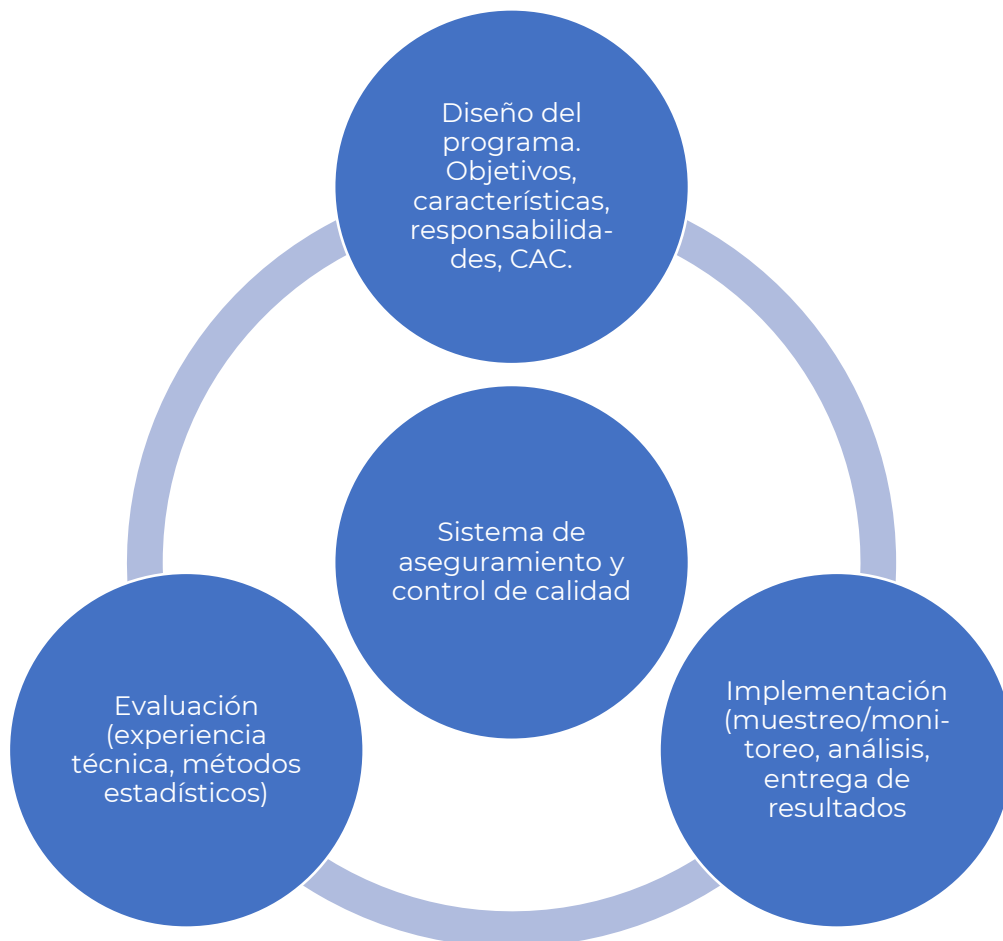 Diseño del
programa.
Objetivos,
características,
responsabilida-
des, CAC.
Sistema de
aseguramiento y
control de calidad
Evaluación
(experiencia
técnica, métodos
estadísticos)
Implementación
(muestreo/moni-
toreo, análisis,
entrega de
resultados